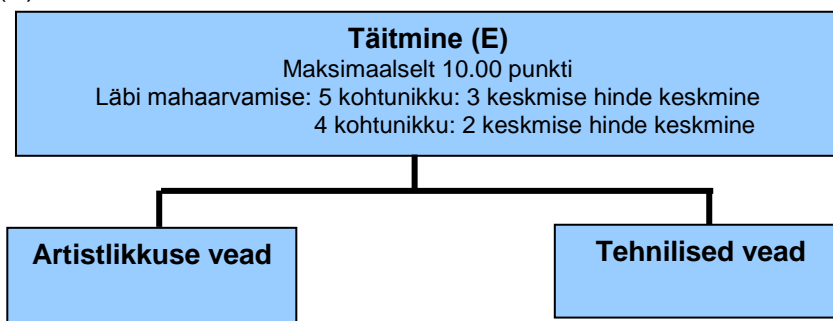 Täitmine (E)
Maksimaalselt 10.00 punkti
Läbi mahaarvamise: 5 kohtunikku: 3 keskmise hinde keskmine
4 kohtunikku: 2 keskmise hinde keskmine
Artistlikkuse vead
Tehnilised vead